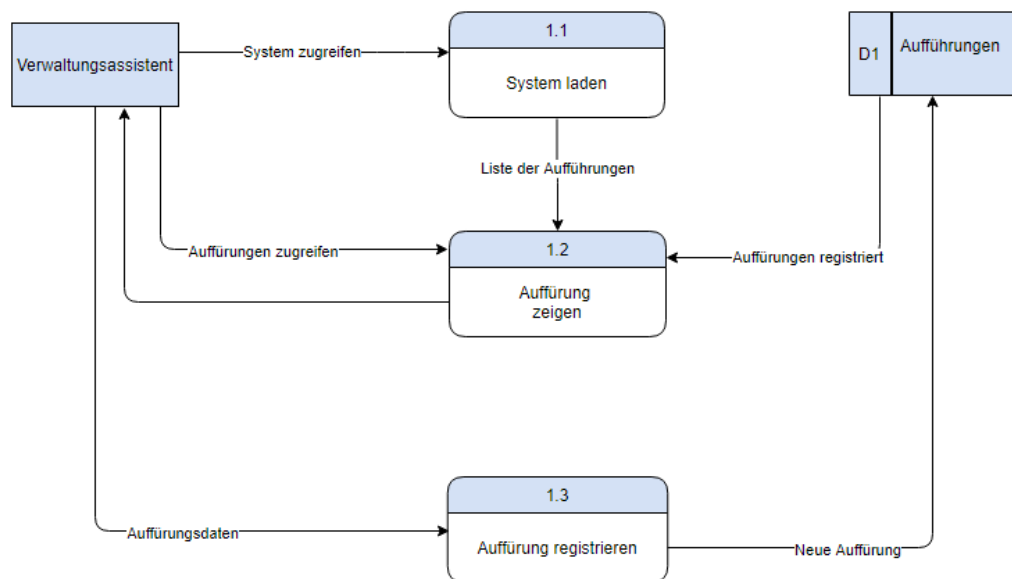 1.1
Verwaltungsassistent
System zugreifen
System laden
D1
Aufführungen
Liste der Aufführungen
Auffürungen zugreifen
1.2
Auffürungen registriert
Auffürung
zeigen
1.3
Auffürungsdaten
Auffürung registrieren
Neue Auffürung